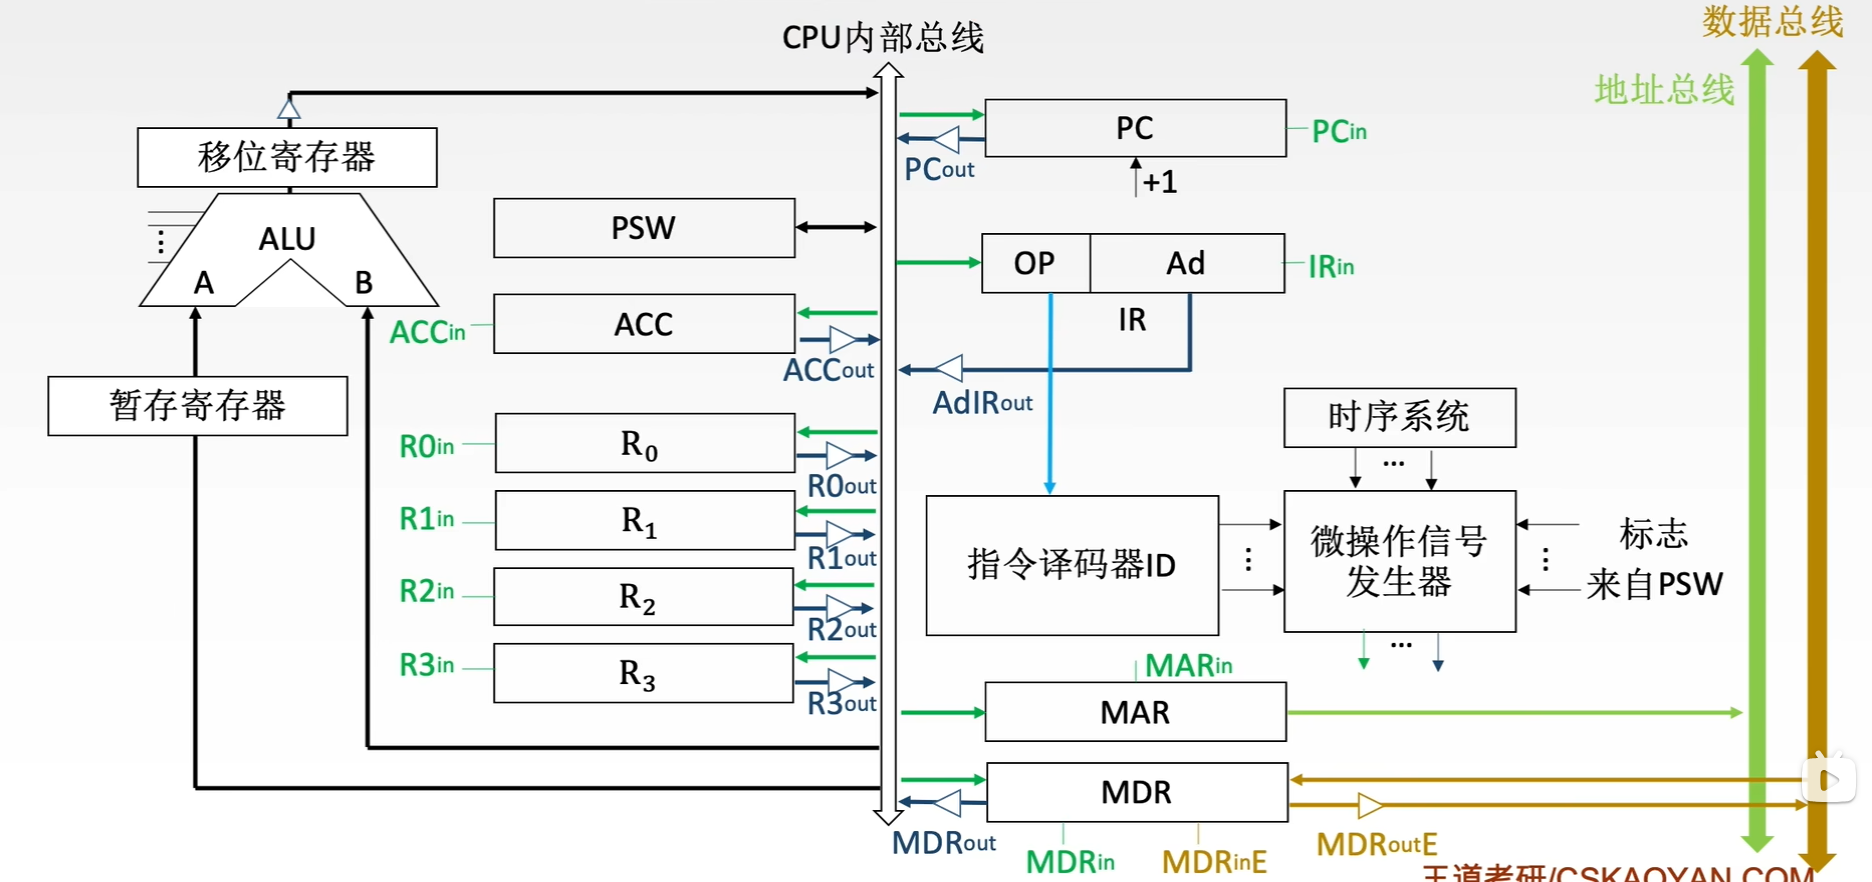 数据总线
CPU内部总线
地址总线
移位寄存器
PC
PCin
PCout
+1
PSW
ALU
A
B
OP
Ad
IRin
IR
ACCin
ACC
ACCout
AdIRout
暂存寄存器
时序系统
...
R0in
R0
R0out
R1in
R1
R1out
指令译码器ID
微操作信号
发生器
标志
来自PSW
R2in
R2
R2out
...
R3in
R3
R3out
MARin
MAR
MDR
MDRout
MDRin
MDRinE
MDRoutE
王道考研/CSKAOYAN.COM